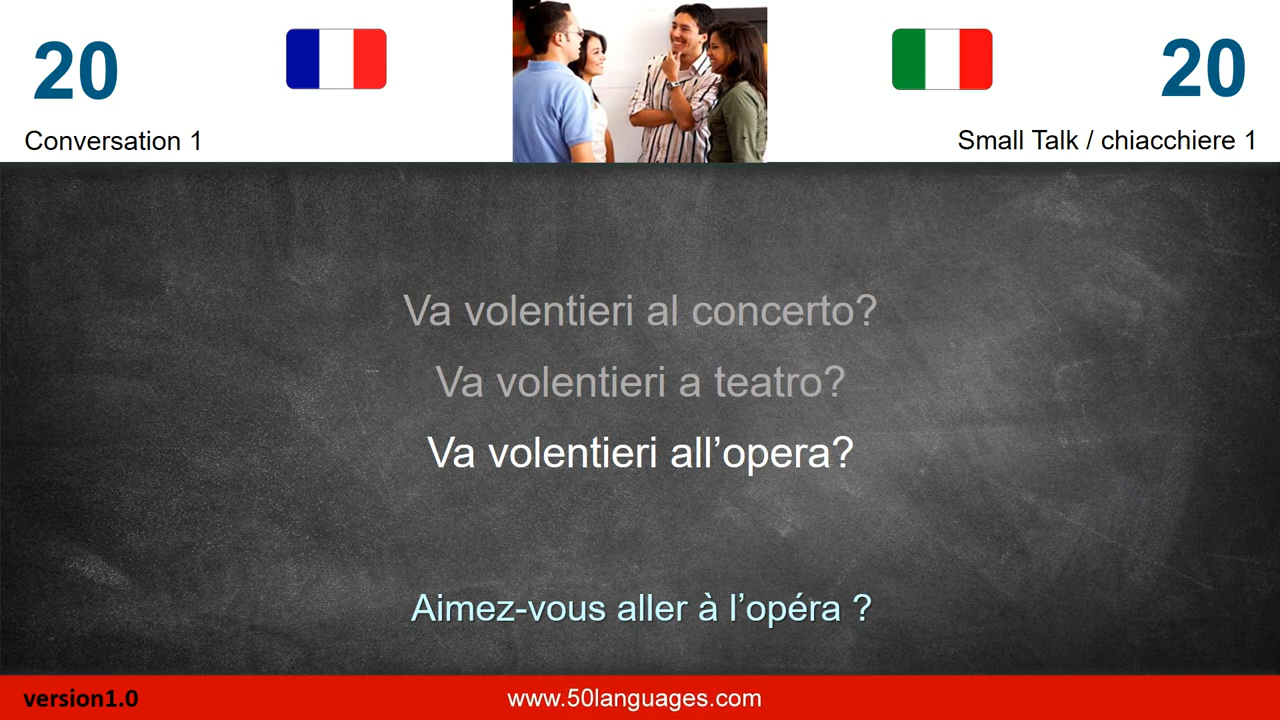 20
20
Conversation 1
Small Talk / chiacchiere 1
Va volentieri al concerto?
Va volentieri a teatro?
Va volentieri all’opera?
Aimez-vous aller à l’opéra ?
version1.0
www.50languages.com